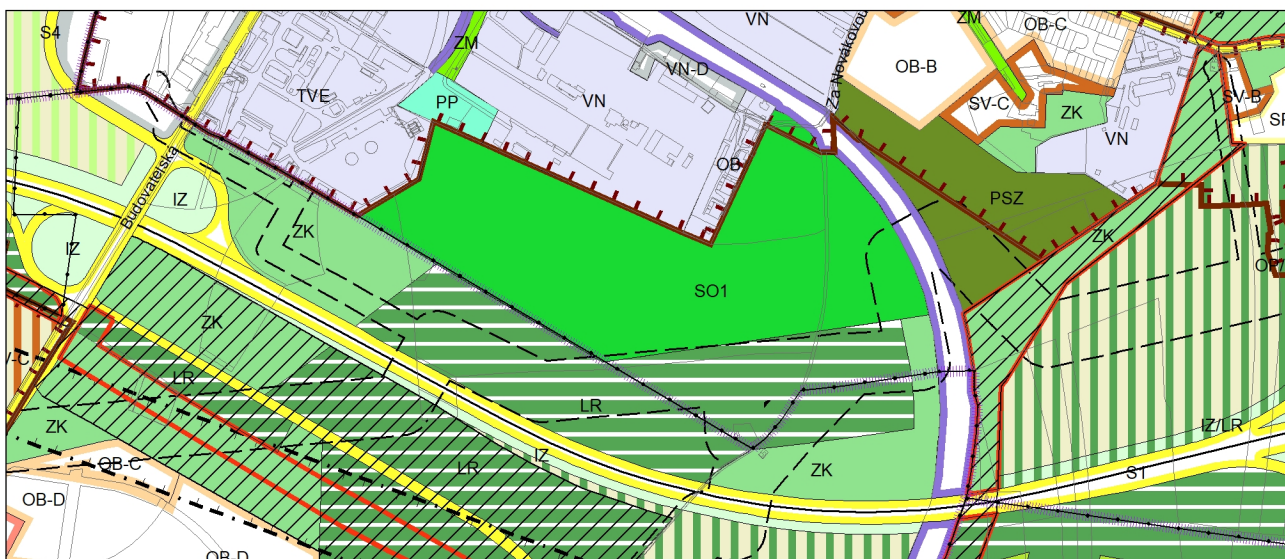 S4
ZM
VN
ZM
OB-C
VN-D
OB-B
Za Novákovou
TVE
VN
PP
SV-C
ZK
SV-B
VN
OB
Budovatelská
IZ
PSZ
ZK
ZK
IZ
SO1
ZK
LR
LR
IZ/LR
ZK
S1
OB-C
LR
IZ
ZK
OB-D
OB-D